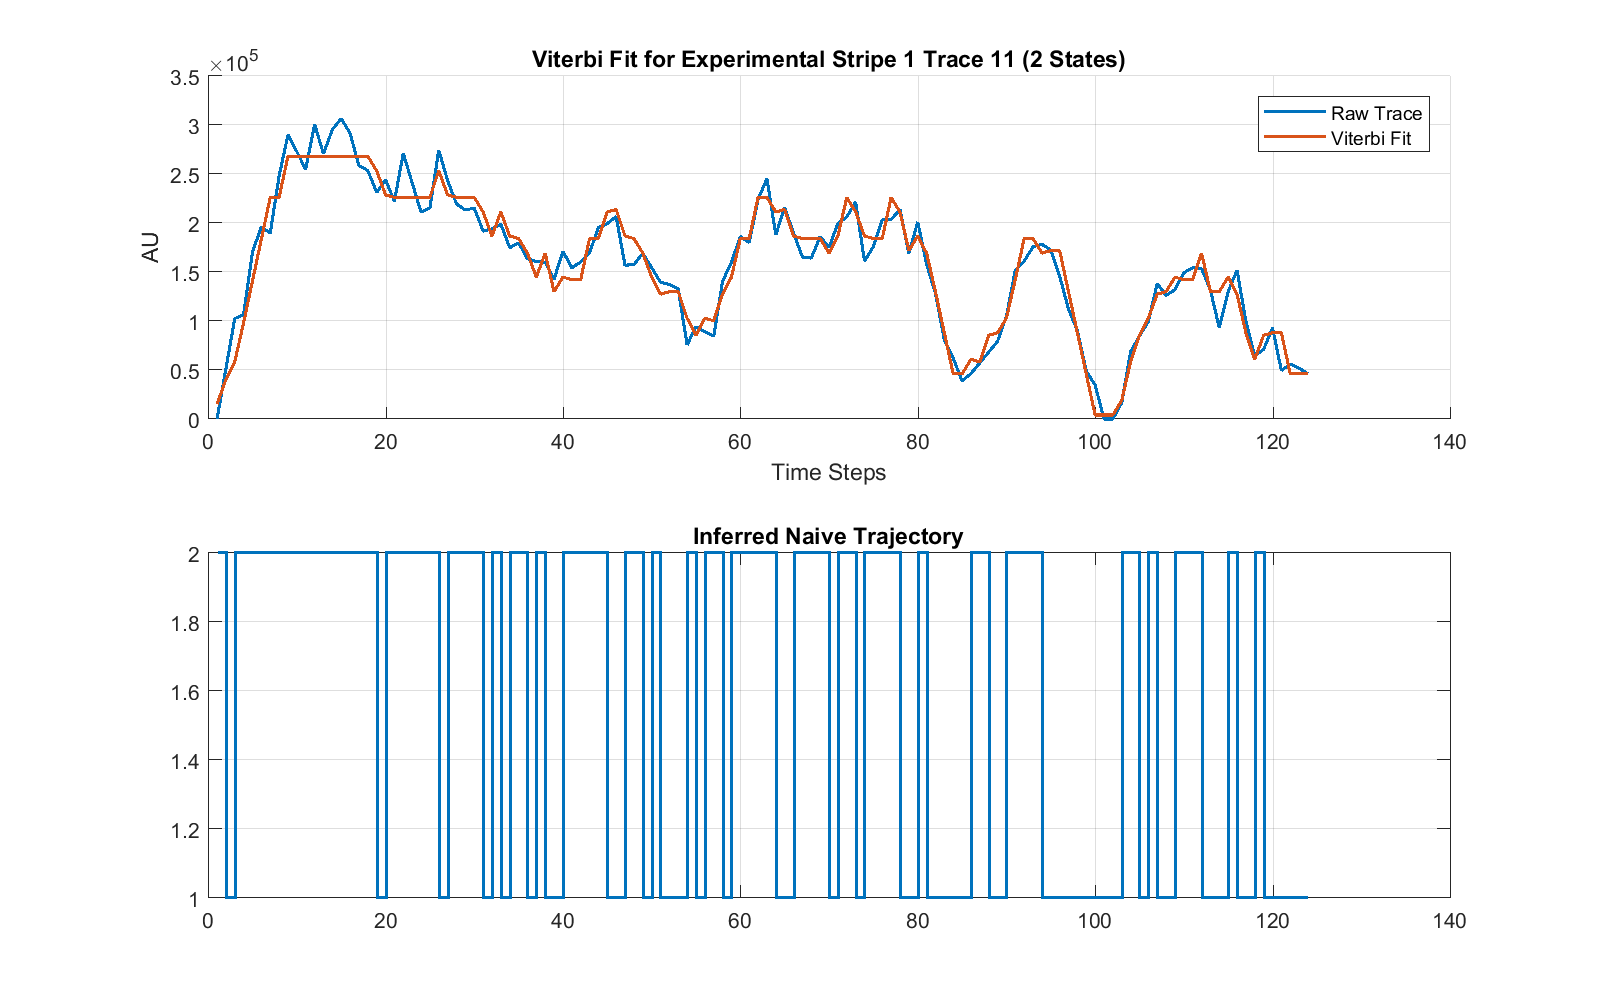 Viterbi Fit for Experimental Stripe 1 Trace 11 (2 States)
×10^5
3.5
3
2.5
2
1.5
1
0.5
0
AU
Raw Trace
Viterbi Fit
0 20 40 60 80 100 120 140
Time Steps
Inferred Naive Trajectory
2
1.8
1.6
1.4
1.2
1
0 20 40 60 80 100 120 140